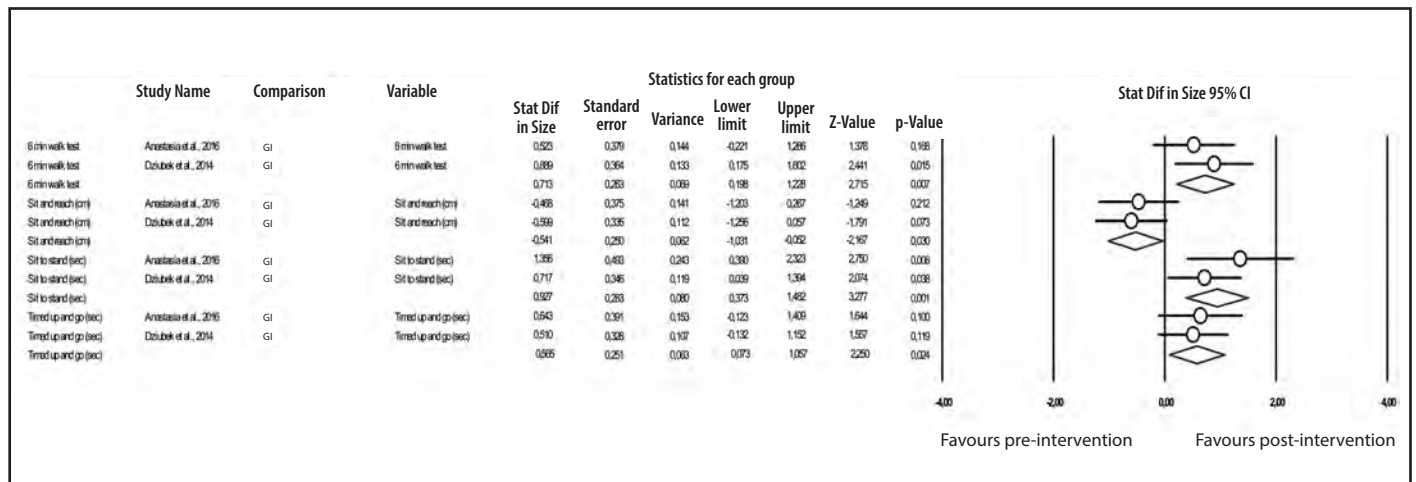 Statistics for each group
Study Name Comparison Variable Stat Dif in Size Standard error Variance Lower limit Upper limit Z-Value p-Value Stat Dif in Size 95% CI
6 min walk test Anastasia et al., 2016 GI 6 min walk test 0,523 0,379 0,144 -0,221 1,266 1,378 0,168
6 min walk test Dziubek et al., 2014 GI 6 min walk test 0,889 0,364 0,133 0,175 1,602 2,441 0,015
6 min walk test 0,713 0,263 0,069 0,198 1,228 2,715 0,007
Sit and reach (cm) Anastasia et al., 2016 GI Sit and reach (cm) -0,468 0,375 0,141 -1,203 0,267 -1,249 0,212
Sit and reach (cm) Dziubek et al., 2014 GI Sit and reach (cm) -0,599 0,335 0,112 -1,256 0,057 -1,791 0,073
Sit and reach (cm) -0,541 0,250 0,062 -1,031 -0,052 -2,167 0,030
Sit to stand (sec) Anastasia et al., 2016 GI Sit to stand (sec) 1,356 0,493 0,243 0,390 2,323 2,750 0,006
Sit to stand (sec) Dziubek et al., 2014 GI Sit to stand (sec) 0,717 0,346 0,119 0,039 1,394 2,074 0,038
Sit to stand (sec) 0,927 0,283 0,080 0,373 1,482 3,277 0,001
Timed up and go (sec) Anastasia et al., 2016 GI Timed up and go (sec) 0,643 0,391 0,153 -0,123 1,409 1,644 0,100
Timed up and go (sec) Dziubek et al., 2014 GI Timed up and go (sec) 0,510 0,328 0,107 -0,132 1,152 1,557 0,119
Timed up and go (sec) 0,565 0,251 0,063 0,073 1,057 2,250 0,024
-4,00 -2,00 0,00 2,00 4,00
Favours pre-intervention Favours post-intervention